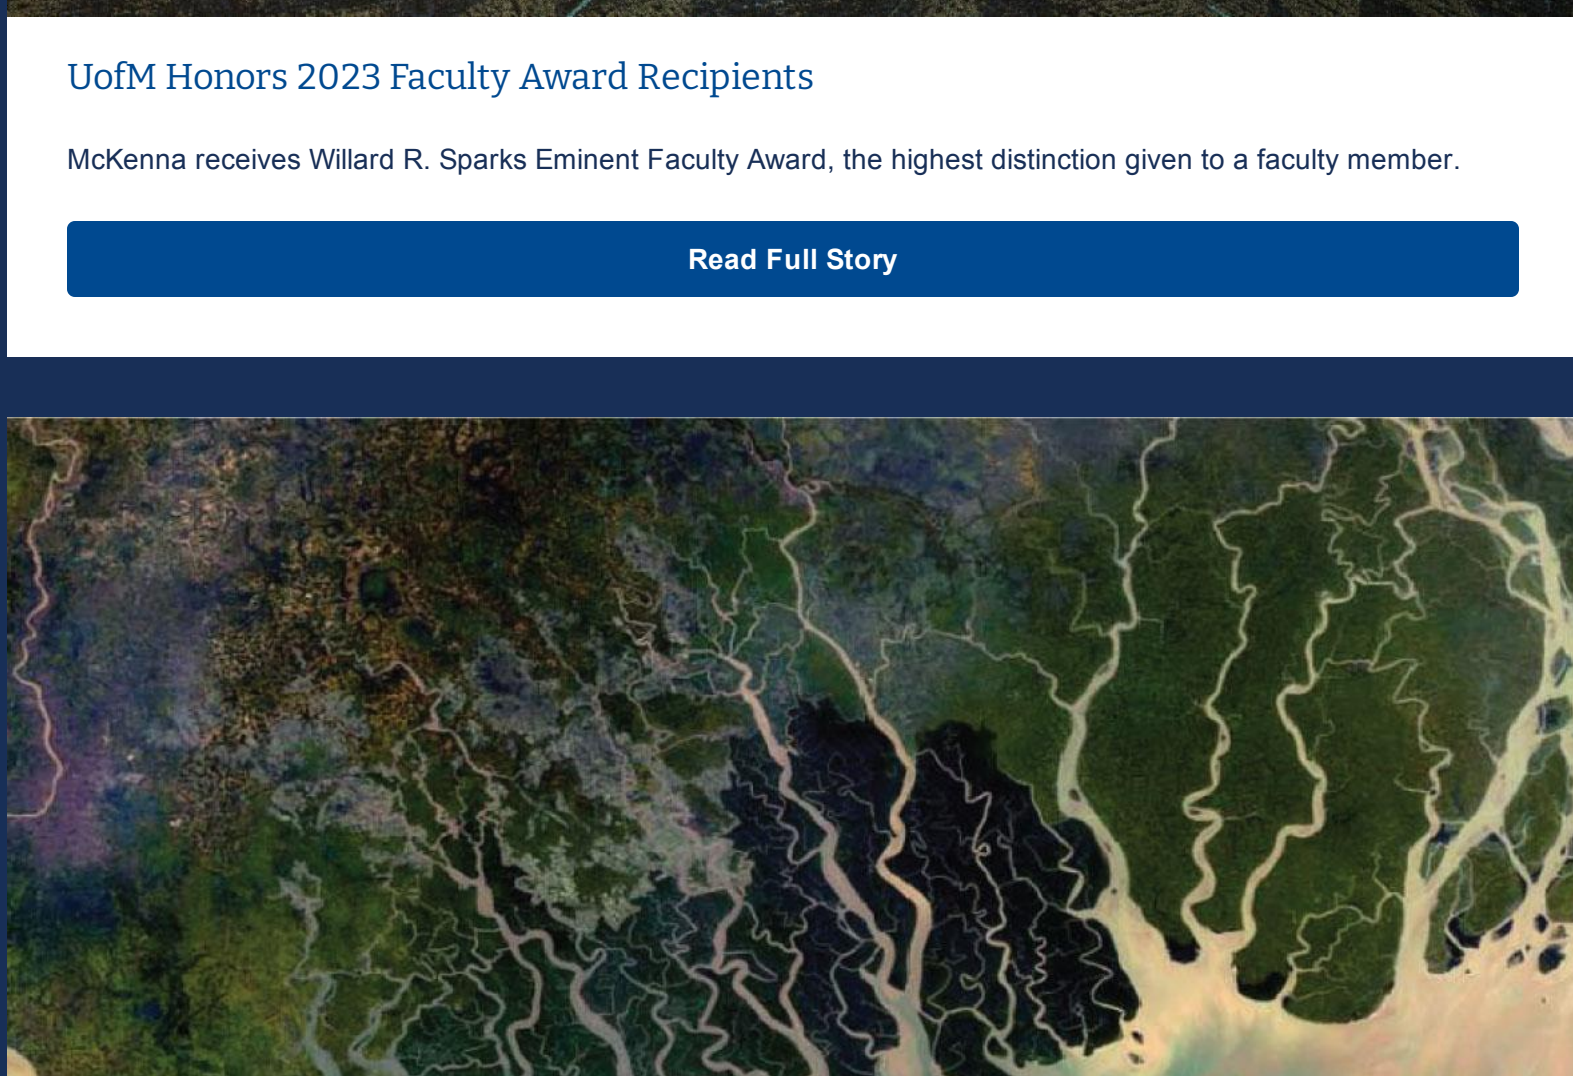 UofM Honors 2023 Faculty Award Recipients
McKenna receives Willard R. Sparks Eminent Faculty Award, the highest distinction given to a faculty member.
Read Full Story